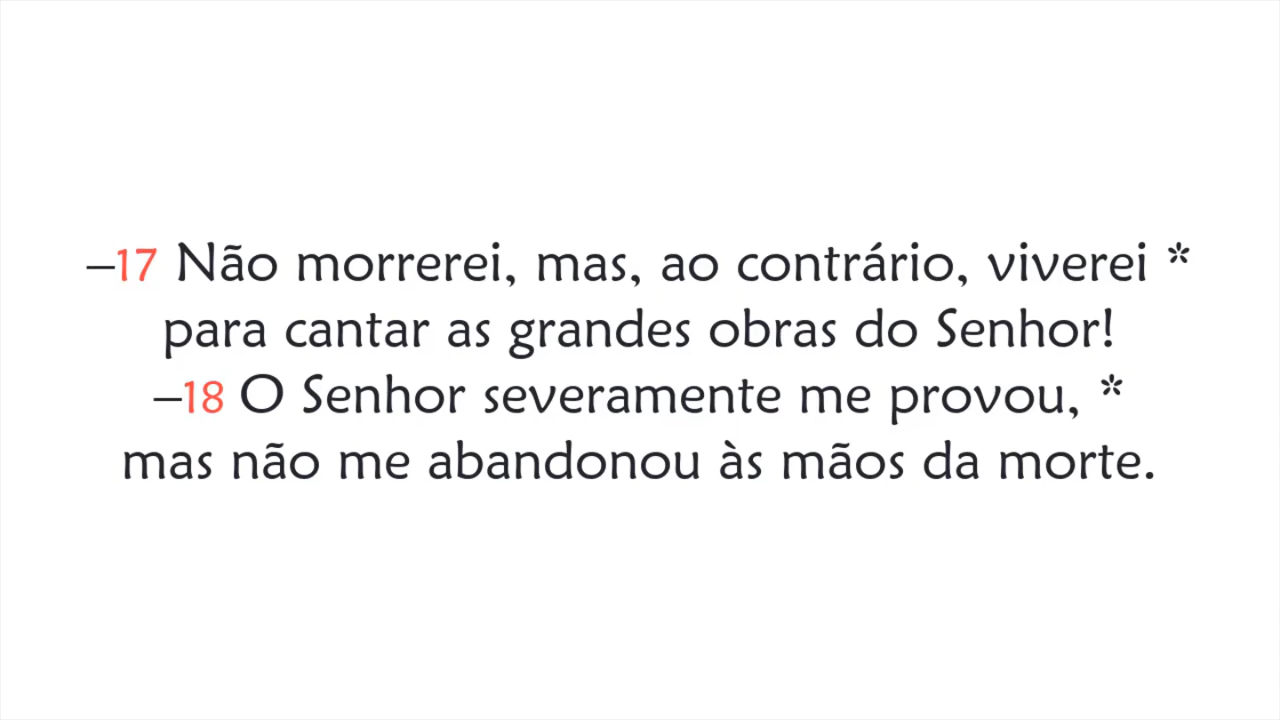 –17 Não morrerei, mas, ao contrário, viverei *
para cantar as grandes obras do Senhor!
–18 O Senhor severamente me provou, *
mas não me abandonou às mãos da morte.